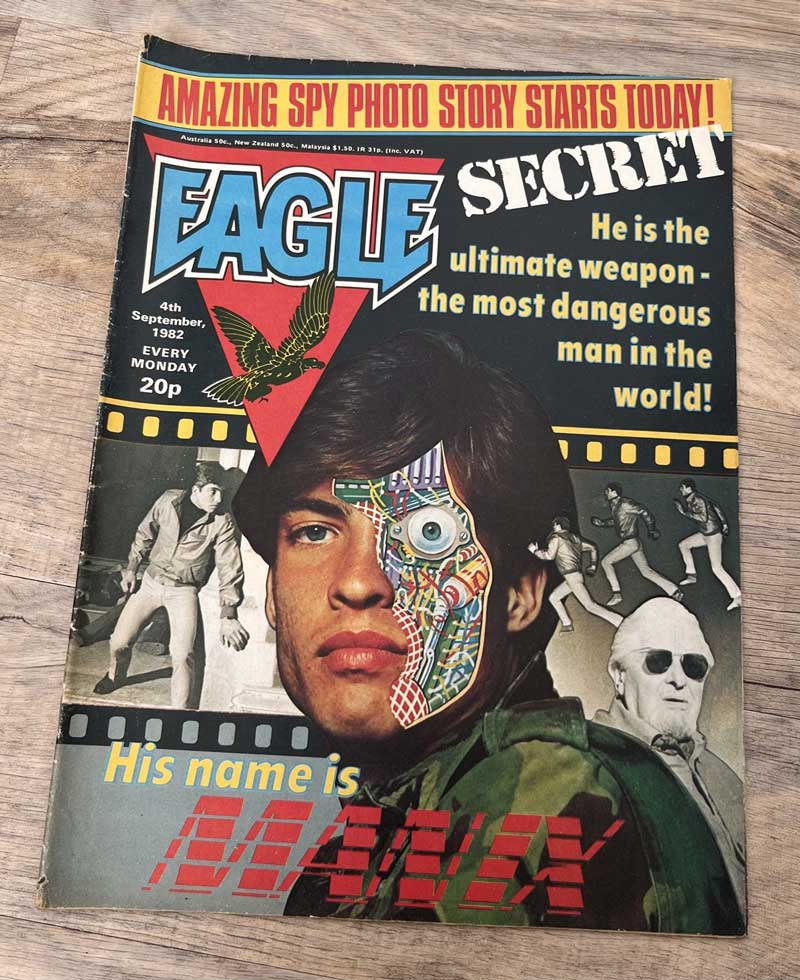 AMAZING SPY PHOTO STORY STARTS TODAY!
Australia 50c., New Zealand 50c., Malaysia $1.50, IR 31p. (inc. VAT)
EAGLE
SECRET
He is the
ultimate weapon -
the most dangerous
man in the
world!
4th
September,
1982
EVERY
MONDAY
20p
His name is
MANIX